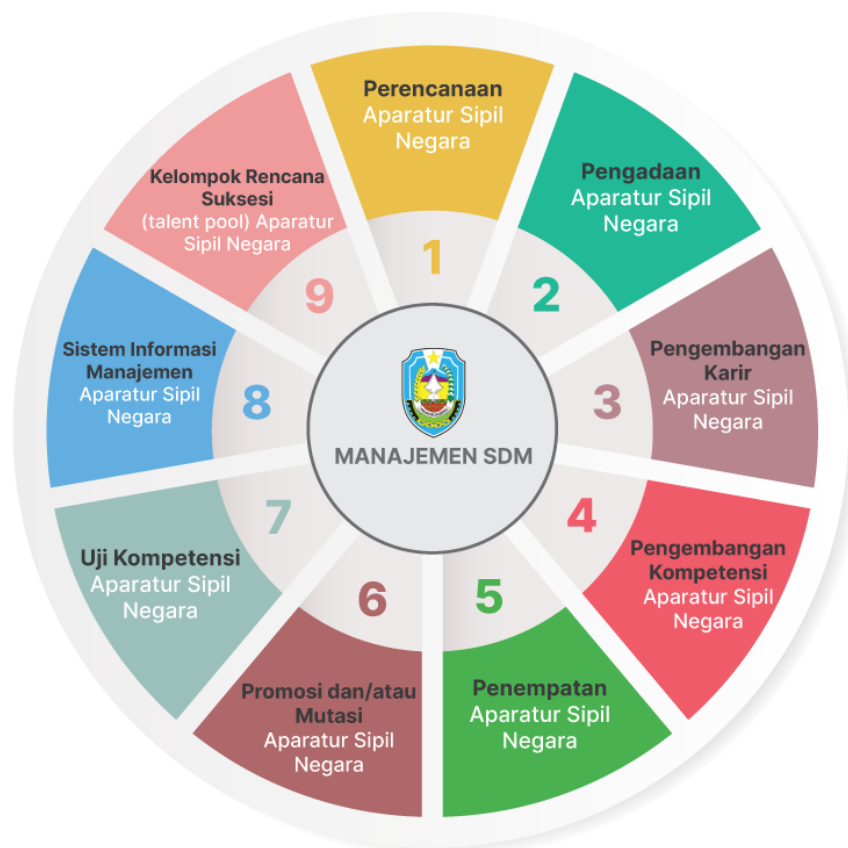 Perencanaan
Aparatur Sipil
Negara
1
Pengadaan
Aparatur Sipil
Negara
2
Pengembangan
Karir
Aparatur Sipil
Negara
3
Pengembangan
Kompetensi
Aparatur Sipil
Negara
4
Penempatan
Aparatur Sipil
Negara
5
Promosi dan/atau
Mutasi
Aparatur Sipil
Negara
6
Uji Kompetensi
Aparatur Sipil
Negara
7
Sistem Informasi
Manajemen
Aparatur Sipil
Negara
8
Kelompok Rencana
Suksesi
(talent pool) Aparatur
Sipil Negara
9
MANAJEMEN SDM